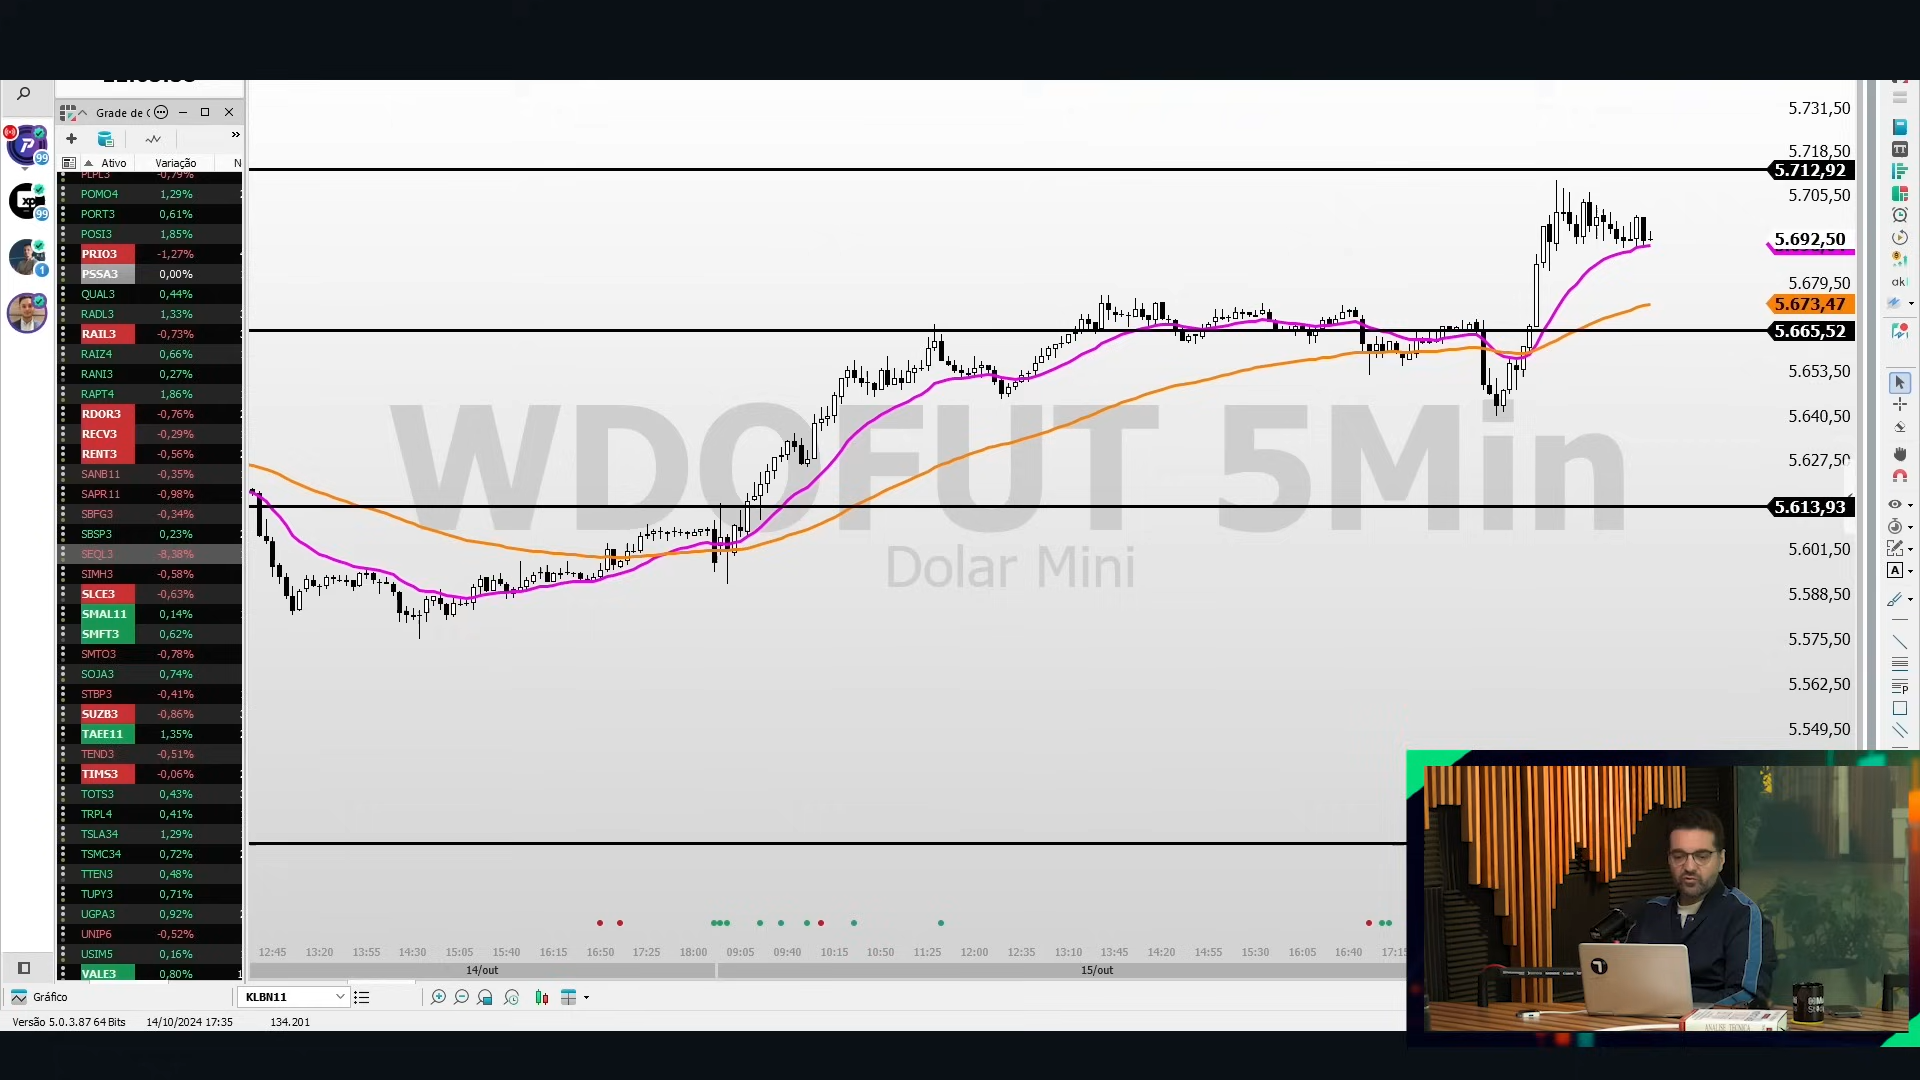 Grade de C
Ativo Variação N
PLPL3 -0,79%
POMO4 1,29%
PORT3 0,61%
POSI3 1,85%
PRIO3 -1,27%
PSSA3 0,00%
QUAL3 0,44%
RADL3 1,33%
RAIL3 -0,73%
RAIZ4 0,66%
RANI3 0,27%
RAPT4 1,86%
RDOR3 -0,76%
RECV3 -0,29%
RENT3 -0,56%
SANB11 -0,35%
SAPR11 -0,98%
SBFG3 -0,34%
SBSP3 0,23%
SEQL3 -8,38%
SIMH3 -0,58%
SLCE3 -0,63%
SMAL11 0,14%
SMFT3 0,62%
SMTO3 -0,78%
SOJA3 0,74%
STBP3 -0,41%
SUZB3 -0,86%
TAEE11 1,35%
TEND3 -0,51%
TIMS3 -0,06%
TOTS3 0,43%
TRPL4 0,41%
TSLA34 1,29%
TSMC34 0,72%
TTEN3 0,48%
TUPY3 0,71%
UGPA3 0,92%
UNIP6 -0,52%
USIM5 0,16%
VALE3 0,80%
99
xp
99
1
WDOFUT 5Min
Dolar Mini
5.731,50
5.718,50
5.712,92
5.705,50
5.692,50
5.679,50
5.673,47
5.665,52
5.653,50
5.640,50
5.627,50
5.613,93
5.601,50
5.588,50
5.575,50
5.562,50
5.549,50
12:45 13:20 13:55 14:30 15:05 15:40 16:15 16:50 17:25 18:00 09:05 09:40 10:15 10:50 11:25 12:00 12:35 13:10 13:45 14:20 14:55 15:30 16:05 16:40 17:15
14/out 15/out
Gráfico KLBN11
Versão 5.0.3.87 64 Bits 14/10/2024 17:35 134.201
TT
akl
A
P
ANÁLISE TÉCNICA